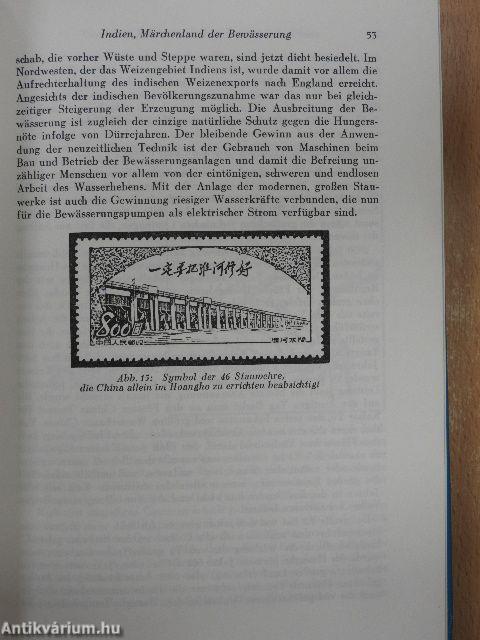 Indien, Märchenland der Bewässerung 53
schab, die vorher Wüste und Steppe waren, sind jetzt dicht besiedelt. Im
Nordwesten, der das Weizengebiet Indiens ist, wurde damit vor allem die
Aufrechterhaltung des indischen Weizenexports nach England erreicht.
Angesichts der indischen Bevölkerungszunahme war das nur bei gleich-
zeitiger Steigerung der Erzeugung möglich. Die Ausbreitung der Be-
wässerung ist zugleich der einzige natürliche Schutz gegen die Hungers-
nöte infolge von Dürrejahren. Der bleibende Gewinn aus der Anwen-
dung der neuzeitlichen Technik ist der Gebrauch von Maschinen beim
Bau und Betrieb der Bewässerungsanlagen und damit die Befreiung un-
zähliger Menschen vor allem von der eintönigen, schweren und endlosen
Arbeit des Wasserhebens. Mit der Anlage der modernen, großen Stau-
werke ist auch die Gewinnung riesiger Wasserkräfte verbunden, die nun
für die Bewässerungspumpen als elektrischer Strom verfügbar sind.
一定要把淮河修好
800
中国人民邮政
Abb. 15: Symbol der 46 Stauwehre,
die China allein im Hoangho zu errichten beabsichtigt
Antikvárium.hu